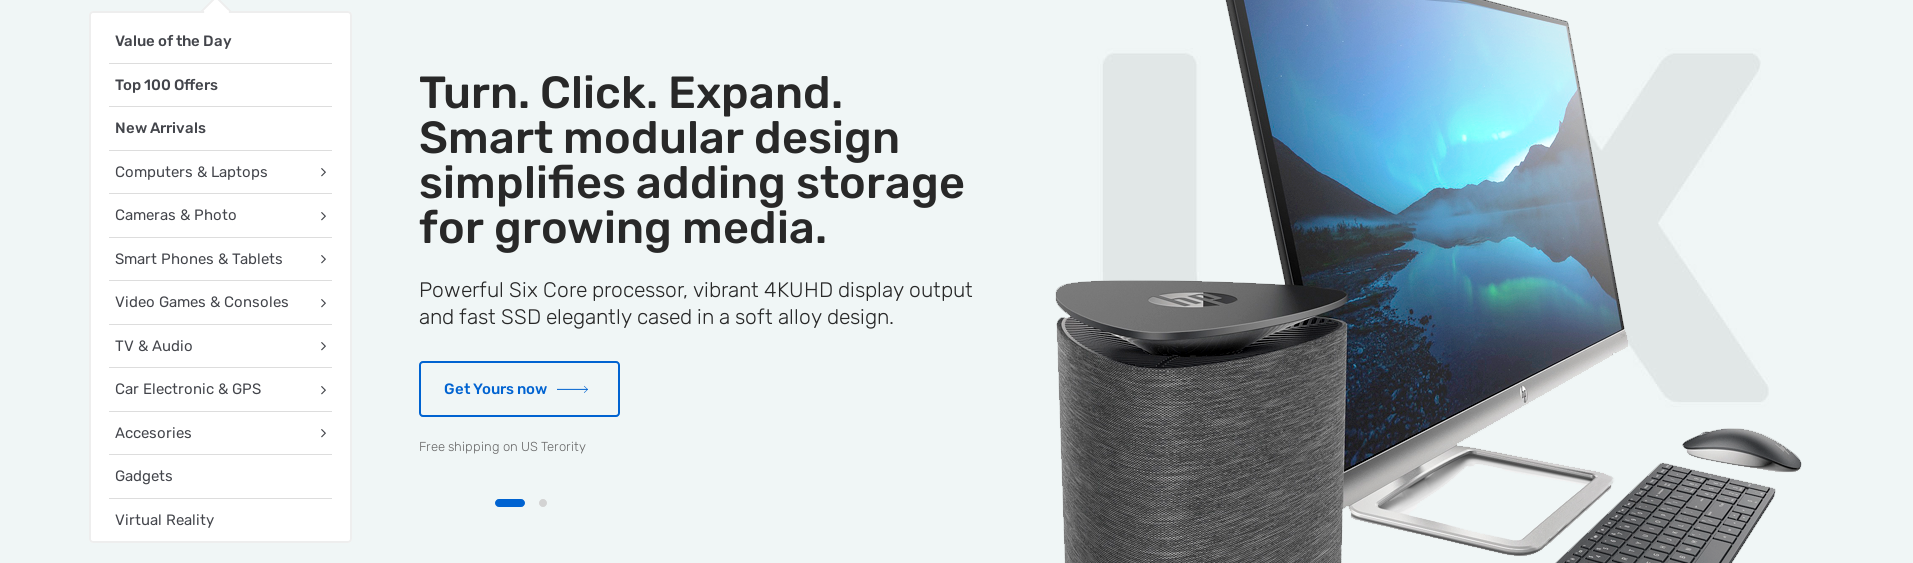 Value of the Day
Top 100 Offers
New Arrivals
Computers & Laptops
Cameras & Photo
Smart Phones & Tablets
Video Games & Consoles
TV & Audio
Car Electronic & GPS
Accesories
Gadgets
Virtual Reality
Turn. Click. Expand.
Smart modular design
simplifies adding storage
for growing media.
Powerful Six Core processor, vibrant 4KUHD display output
and fast SSD elegantly cased in a soft alloy design.
Get Yours now
Free shipping on US Terority
hp
hp